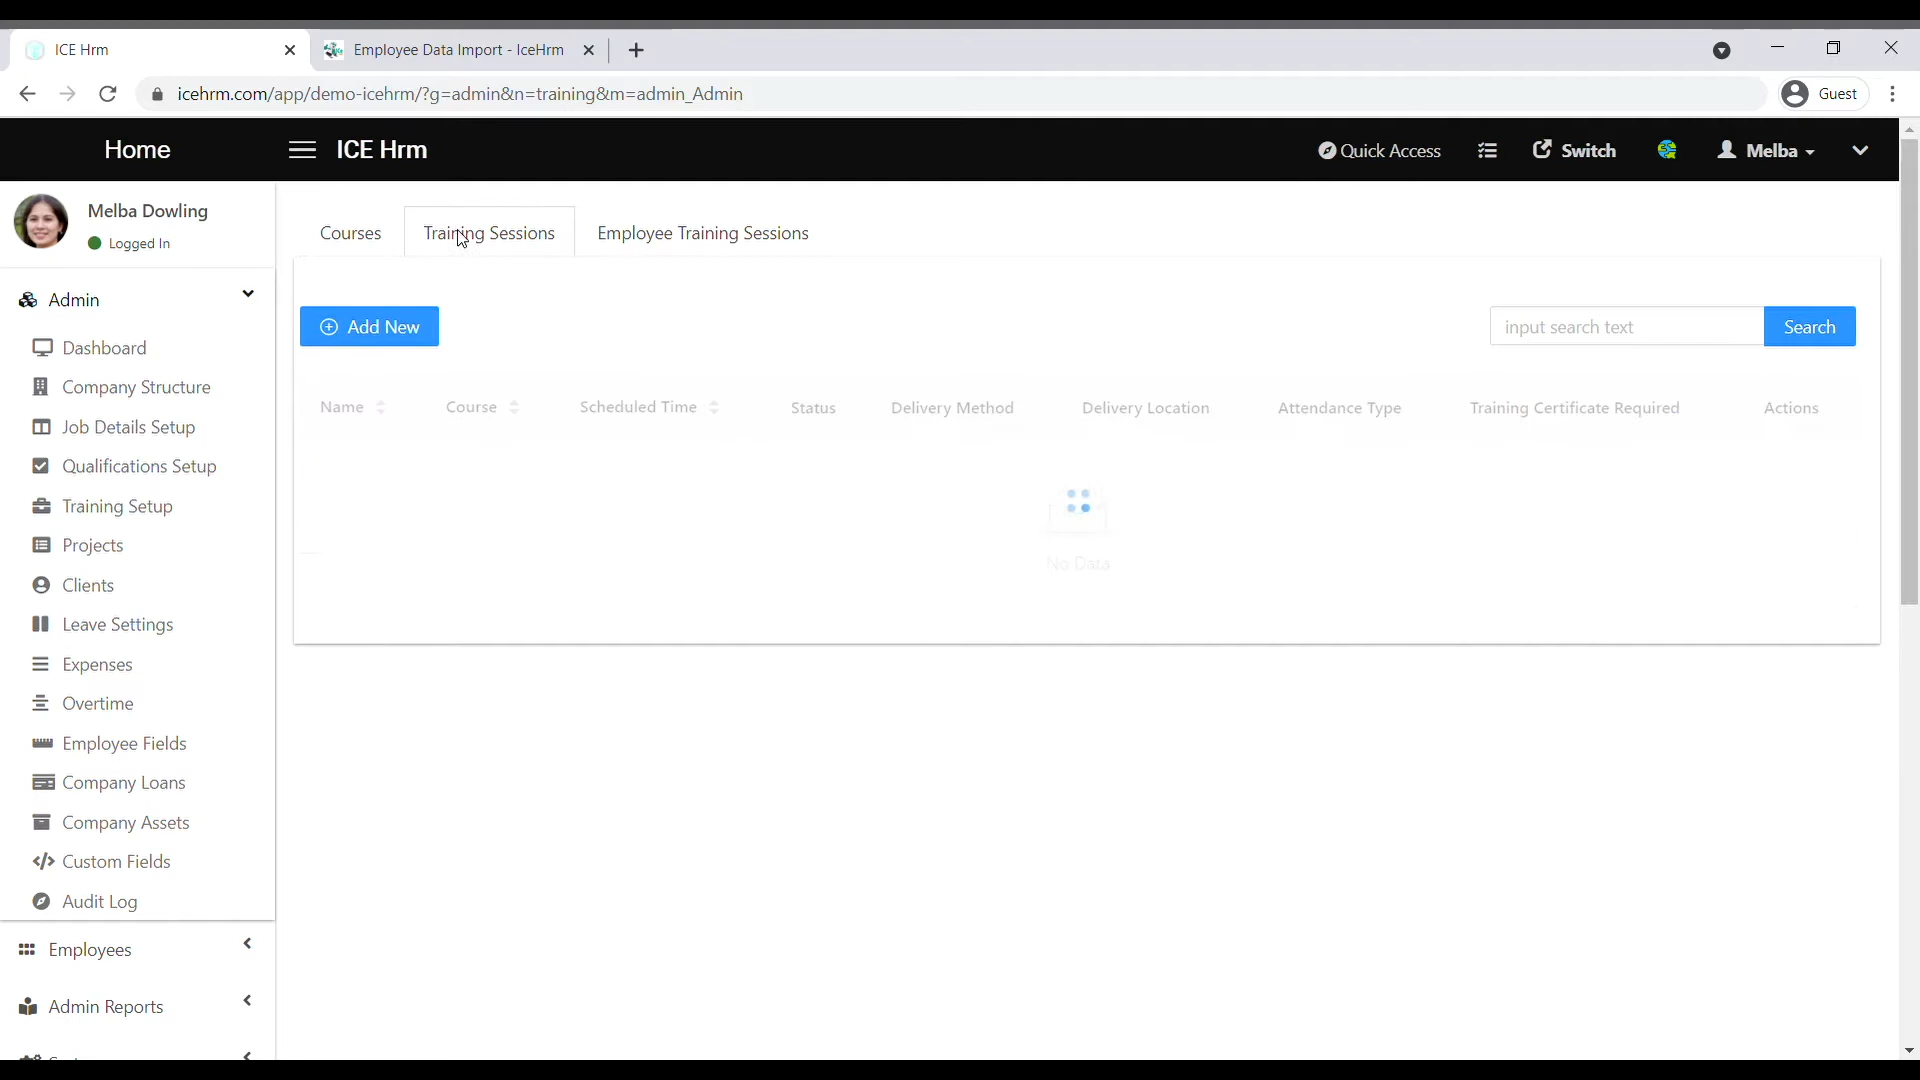 ICE Hrm
Employee Data Import - IceHrm
icehrm.com/app/demo-icehrm/?g=admin&n=training&m=admin_Admin
Guest
Home
ICE Hrm
Quick Access
Switch
Melba
Melba Dowling
Logged In
Courses
Training Sessions
Employee Training Sessions
Admin
Add New
input search text
Search
Dashboard
Company Structure
Name
Course
Scheduled Time
Status
Delivery Method
Delivery Location
Attendance Type
Training Certificate Required
Actions
Job Details Setup
Qualifications Setup
Training Setup
Projects
No Data
Clients
Leave Settings
Expenses
Overtime
Employee Fields
Company Loans
Company Assets
Custom Fields
Audit Log
Employees
Admin Reports